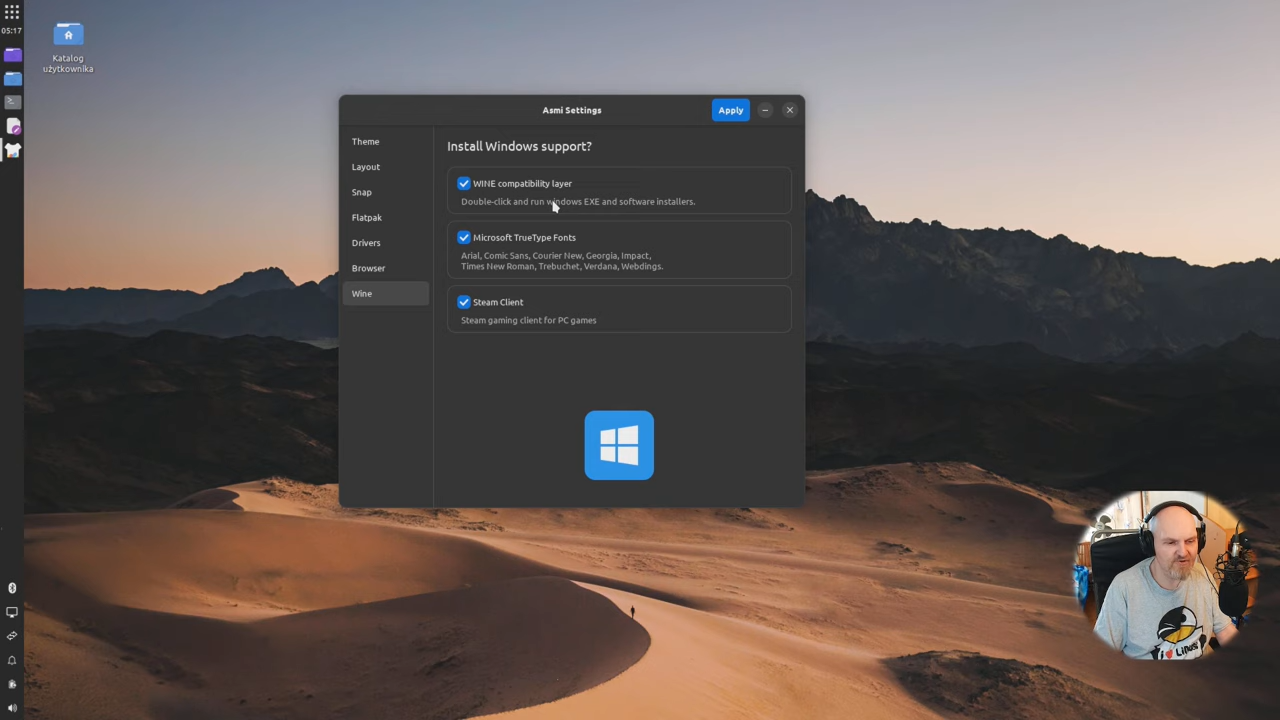 05:17
Katalog
użytkownika
Asmi Settings
Apply
Theme
Layout
Snap
Flatpak
Drivers
Browser
Wine
Install Windows support?
WINE compatibility layer
Double-click and run windows EXE and software installers.
Microsoft TrueType Fonts
Arial, Comic Sans, Courier New, Georgia, Impact,
Times New Roman, Trebuchet, Verdana, Webdings.
Steam Client
Steam gaming client for PC games
I Linux